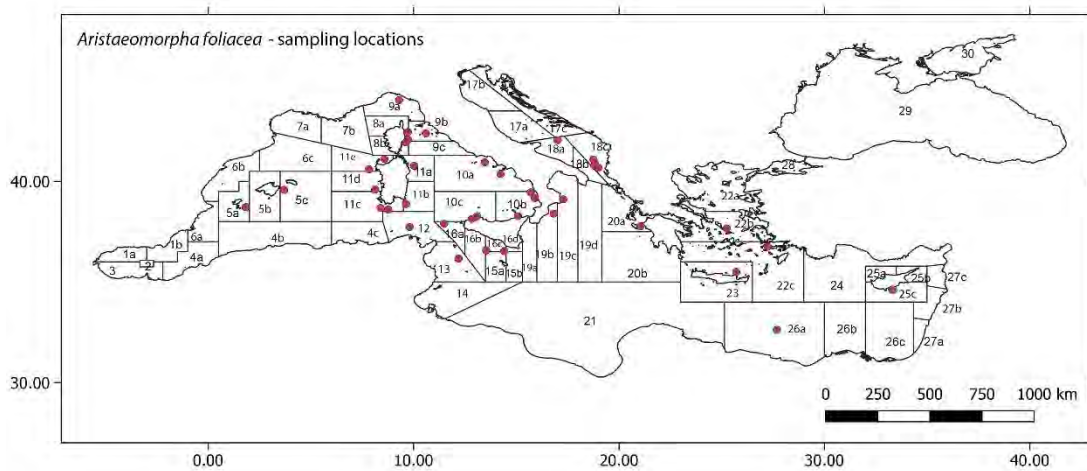 Aristaeomorpha foliacea - sampling locations
30
17b
29
9a
7a
7b
8a
9b
17a
17c
8b
9c
18a
18b
18c
28
6b
6c
11e
11a
10a
22a
40.00
11d
5a
5b
5c
11c
11b
10c
10b
20a
22b
1a
1b
6a
4b
4c
12
16a
16b
16c
16d
19b
19c
19d
3
2
4a
13
15a
15b
19a
20b
23
22c
24
25a
25b
25c
27c
14
21
26a
26b
26c
27b
27a
30.00
0 250 500 750 1000 km
0.00 10.00 20.00 30.00 40.00